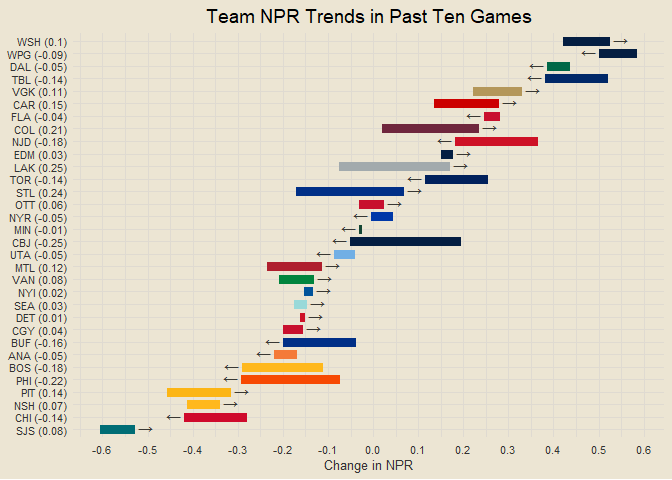 Team NPR Trends in Past Ten Games
WSH (0.1)
WPG (-0.09)
DAL (-0.05)
TBL (-0.14)
VGK (0.11)
CAR (0.15)
FLA (-0.04)
COL (0.21)
NJD (-0.18)
EDM (0.03)
LAK (0.25)
TOR (-0.14)
STL (0.24)
OTT (0.06)
NYR (-0.05)
MIN (-0.01)
CBJ (-0.25)
UTA (-0.05)
MTL (0.12)
VAN (0.08)
NYI (0.02)
SEA (0.03)
DET (0.01)
CGY (0.04)
BUF (-0.16)
ANA (-0.05)
BOS (-0.18)
PHI (-0.22)
PIT (0.14)
NSH (0.07)
CHI (-0.14)
SJS (0.08)
-0.6 -0.5 -0.4 -0.3 -0.2 -0.1 0.0 0.1 0.2 0.3 0.4 0.5 0.6
Change in NPR